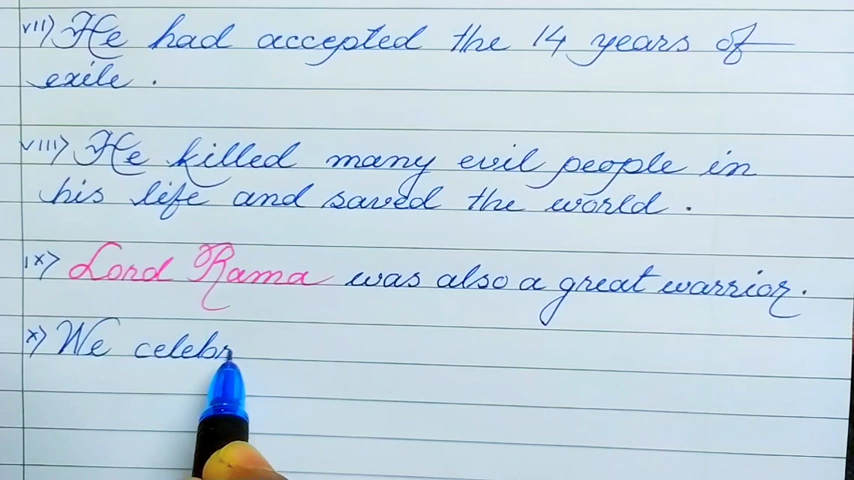 vii) He had accepted the 14 years of
exile .
viii) He killed many evil people in
his life and saved the world .
ix) Lord Rama was also a great warrior.
x) We celebr